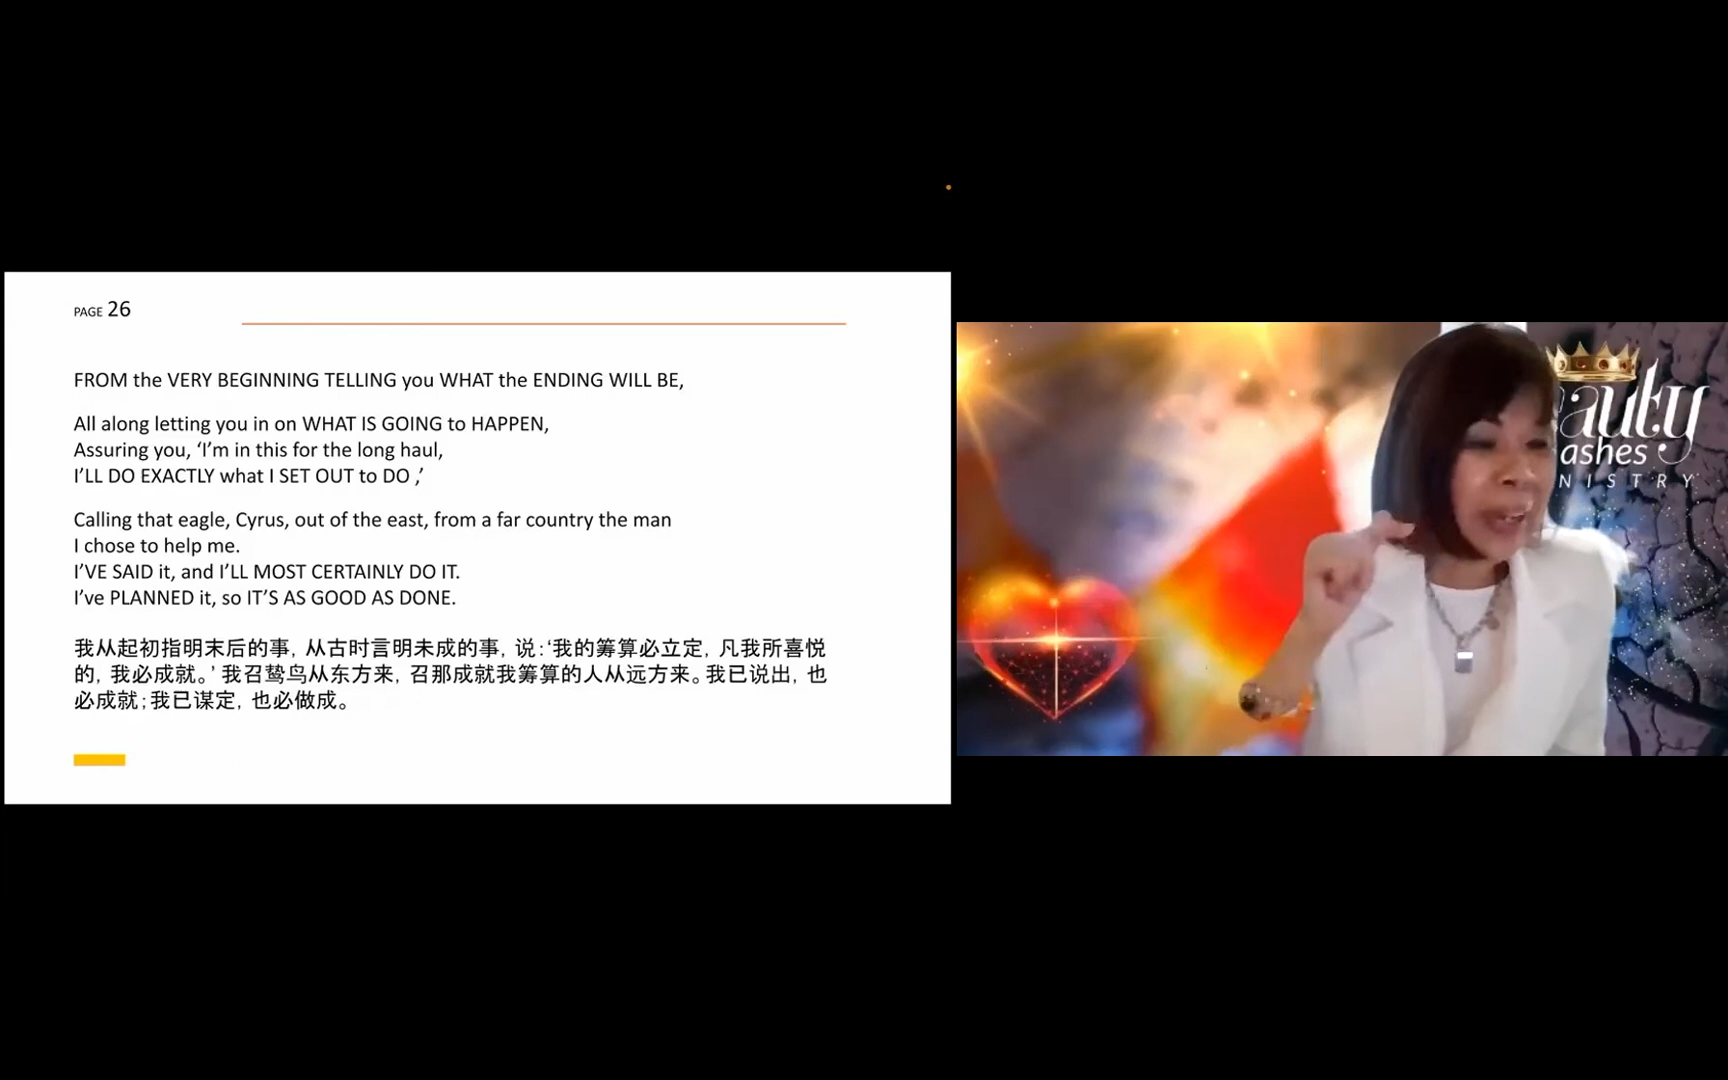 PAGE 26
FROM the VERY BEGINNING TELLING you WHAT the ENDING WILL BE,
All along letting you in on WHAT IS GOING to HAPPEN,
Assuring you, ‘I’m in this for the long haul,
I’LL DO EXACTLY what I SET OUT to DO ,’
Calling that eagle, Cyrus, out of the east, from a far country the man
I chose to help me.
I’VE SAID it, and I’LL MOST CERTAINLY DO IT.
I’ve PLANNED it, so IT’S AS GOOD AS DONE.
我从起初指明末后的事，从古时言明未成的事，说：‘我的筹算必立定，凡我所喜悦
的，我必成就。’ 我召鸷鸟从东方来，召那成就我筹算的人从远方来。我已说出，也
必成就；我已谋定，也必做成。
auty
ashes
NISTRY